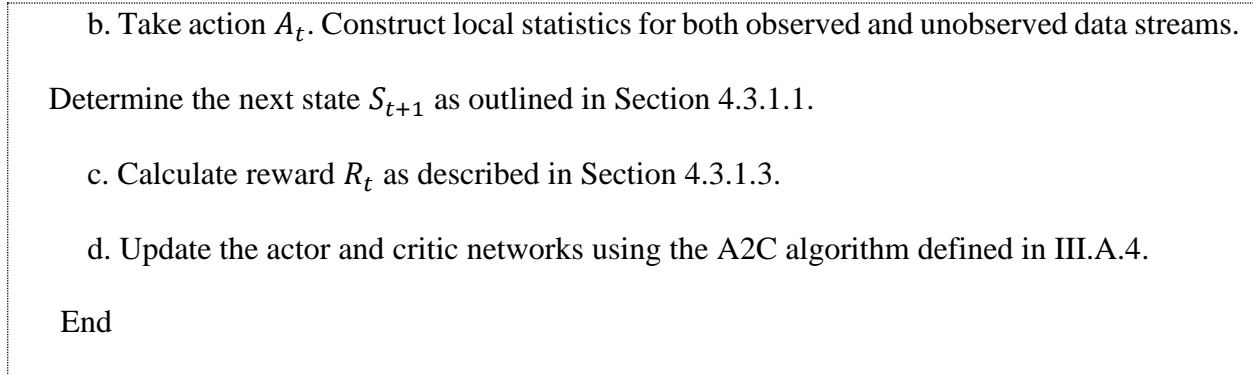 b. Take action Aₜ. Construct local statistics for both observed and unobserved data streams.
Determine the next state Sₜ₊₁ as outlined in Section 4.3.1.1.
c. Calculate reward Rₜ as described in Section 4.3.1.3.
d. Update the actor and critic networks using the A2C algorithm defined in III.A.4.
End